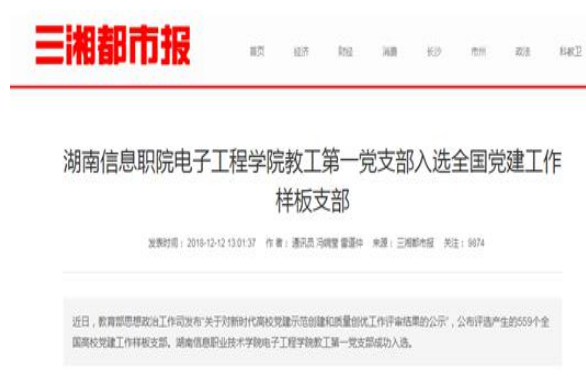 三湘都市报
首页 经济 财经 消费 长沙 市州 政法 科教卫
湖南信息职院电子工程学院教工第一党支部入选全国党建工作
样板支部
发表时间：2018-12-12 13:01:37 作者：通讯员 冯婉莹 雷道仲 来源：三湘都市报 关注：9874
近日，教育部思想政治工作司发布“关于对新时代高校党建示范创建和质量创优工作评审结果的公示”，公布评选产生的559个全
国高校党建工作样板支部。湖南信息职业技术学院电子工程学院教工第一党支部成功入选。